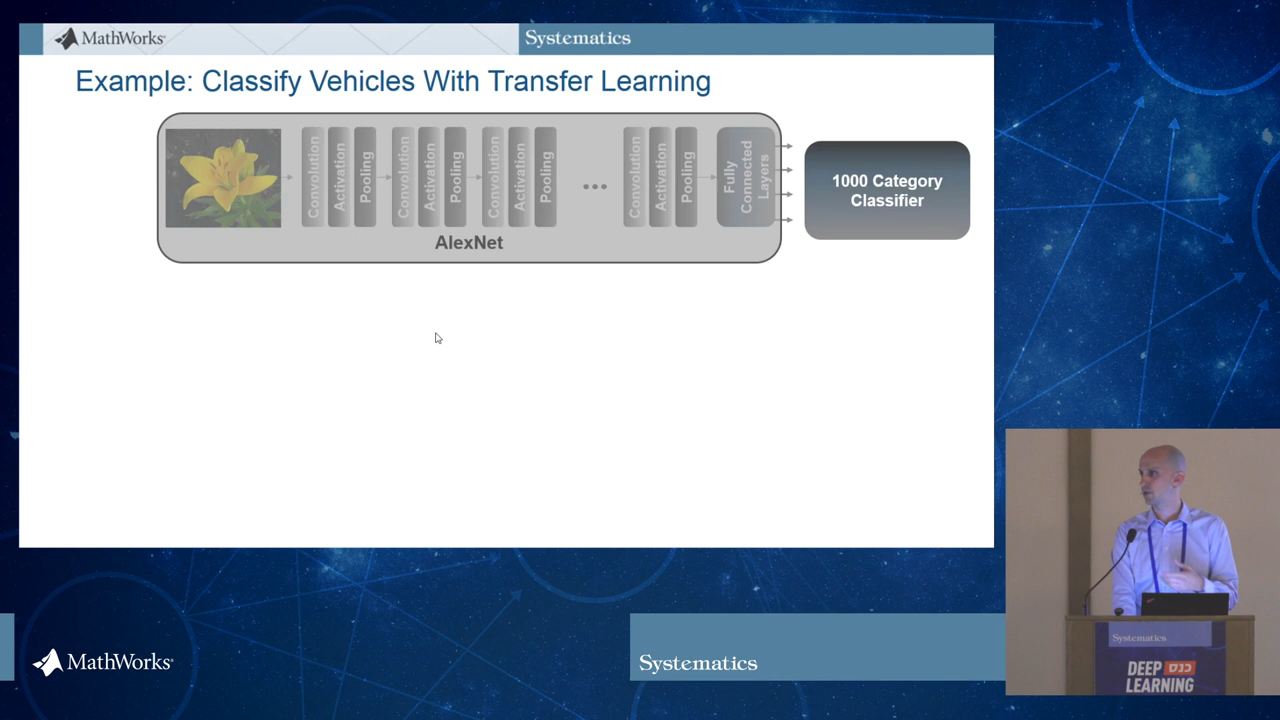 MathWorks®
Systematics
Example: Classify Vehicles With Transfer Learning
Convolution
Activation
Pooling
Convolution
Activation
Pooling
Convolution
Activation
Pooling
...
Convolution
Activation
Pooling
Fully
Connected
Layers
AlexNet
1000 Category
Classifier
Systematics
DEEP כנס
LEARNING
MathWorks®
Systematics